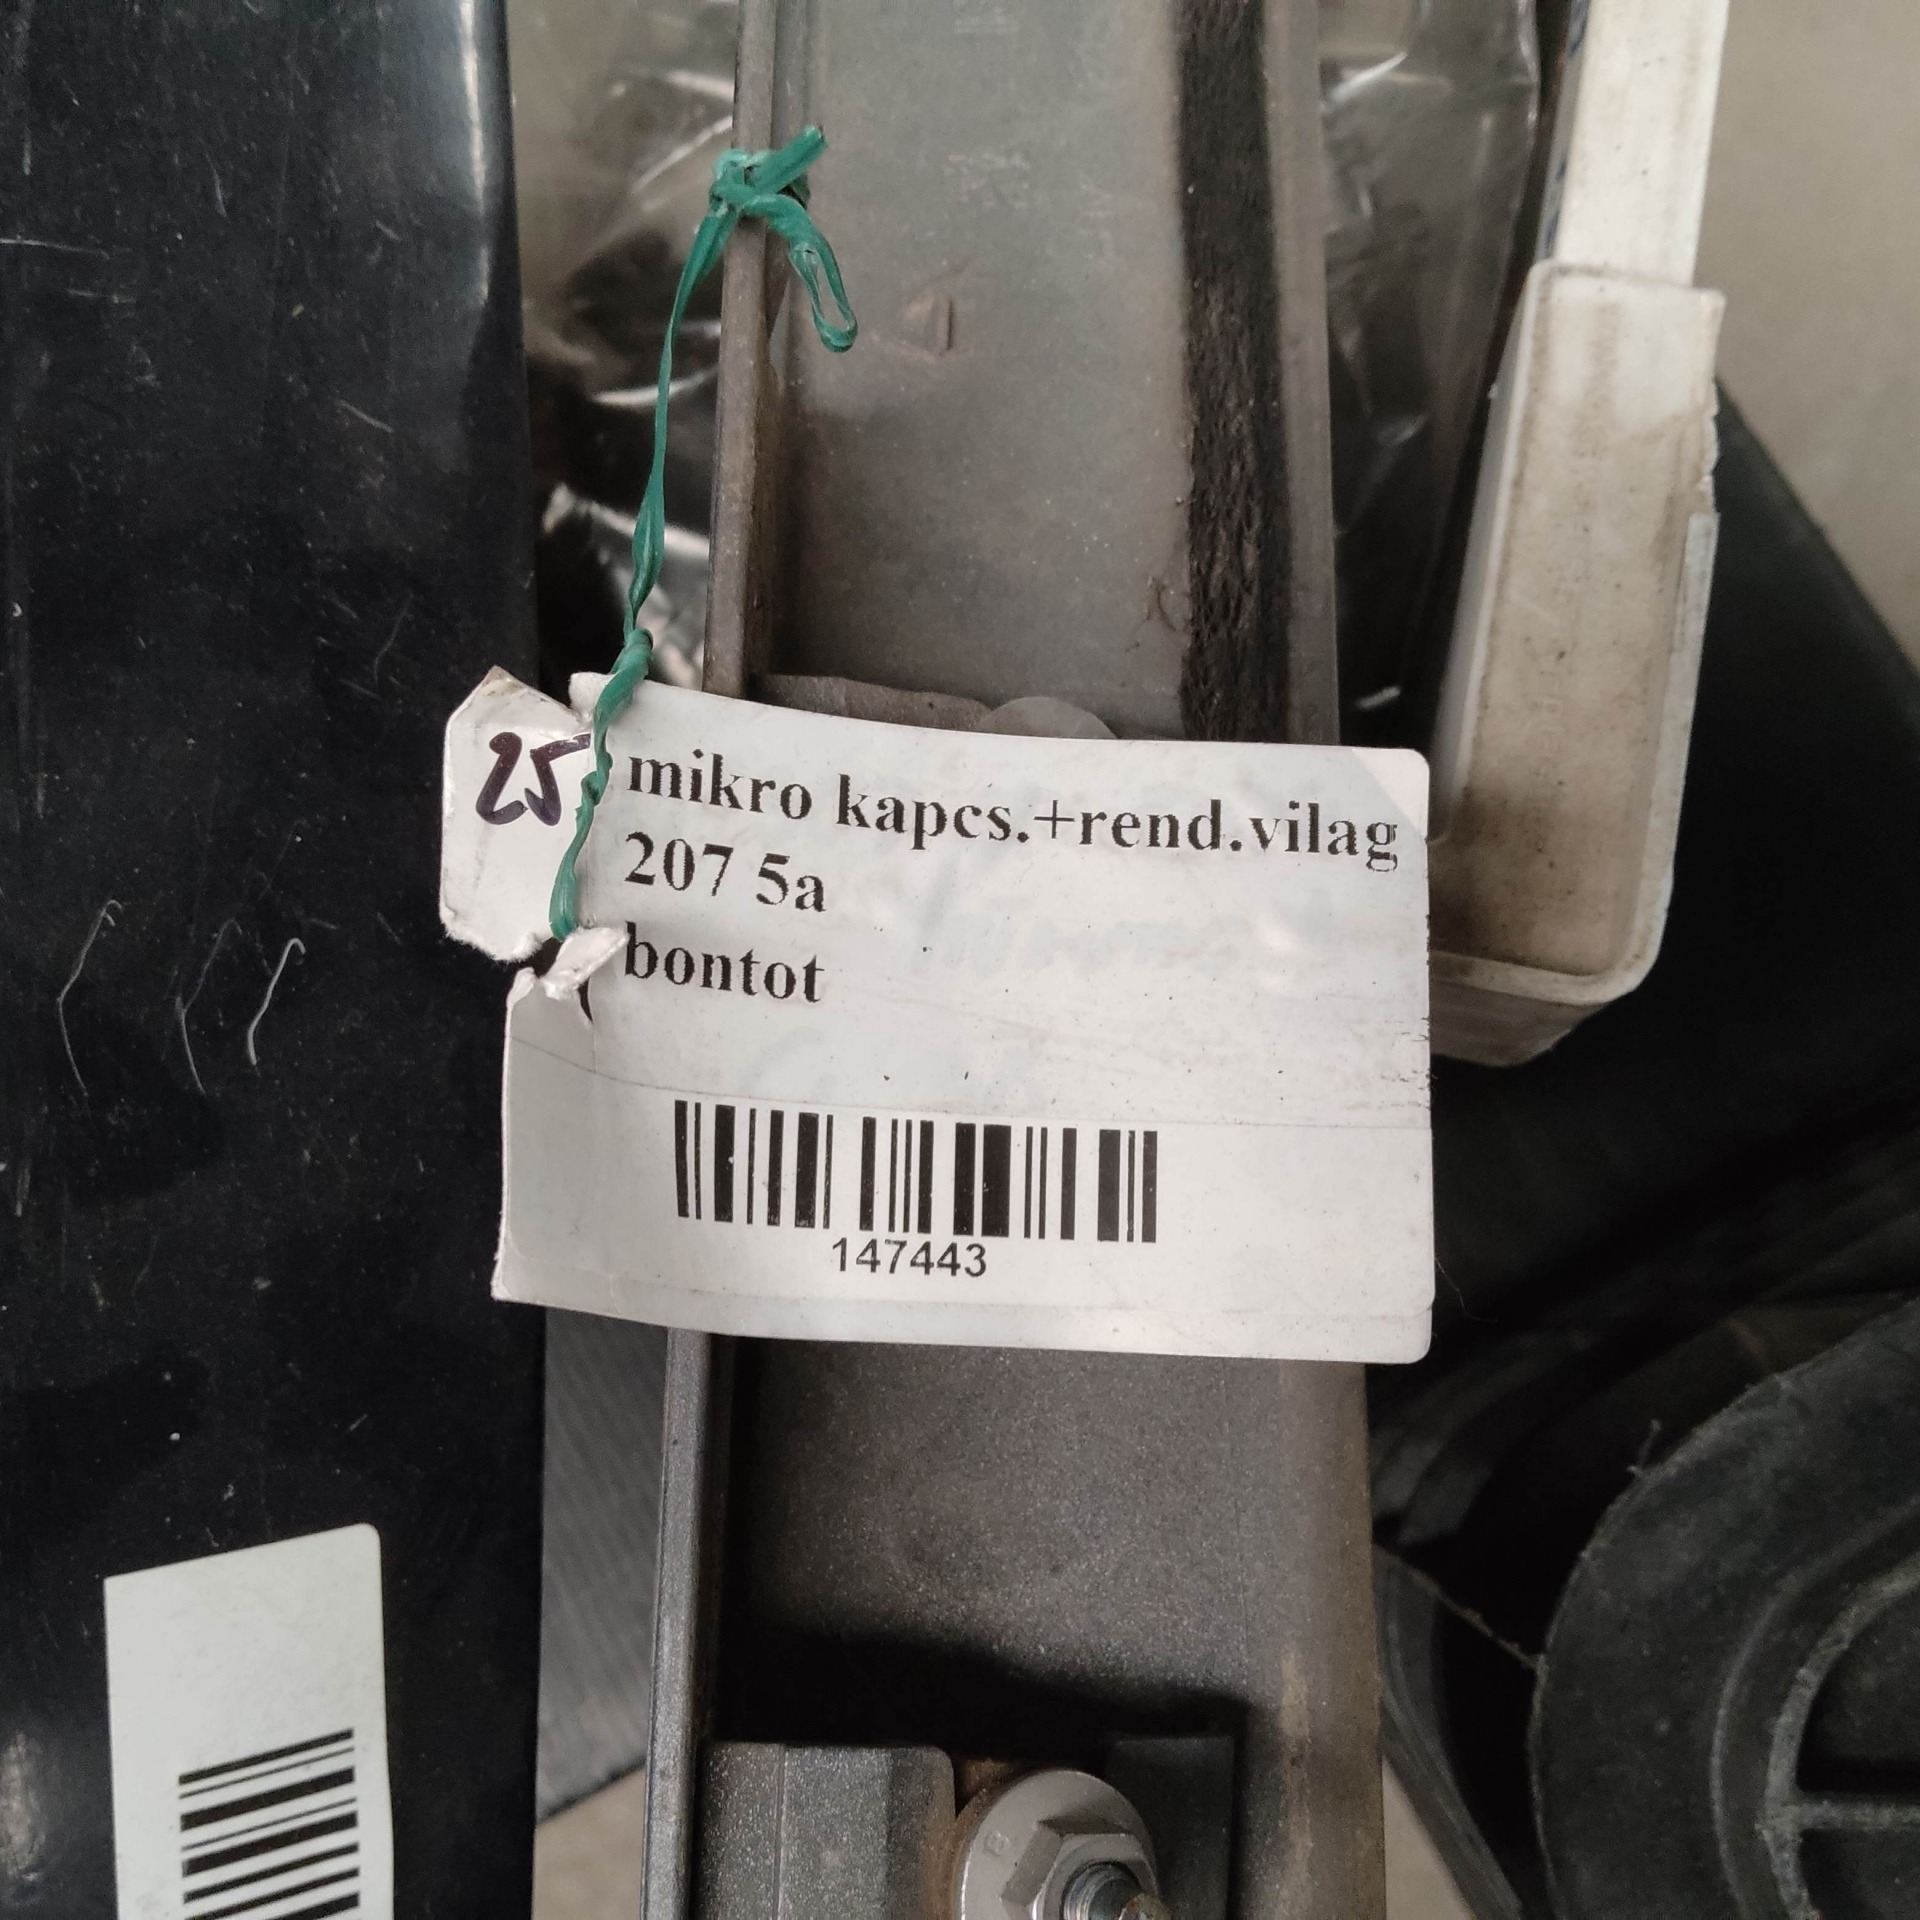 25
mikro kapcs.+rend.vilag
207 5a
bontot
147443